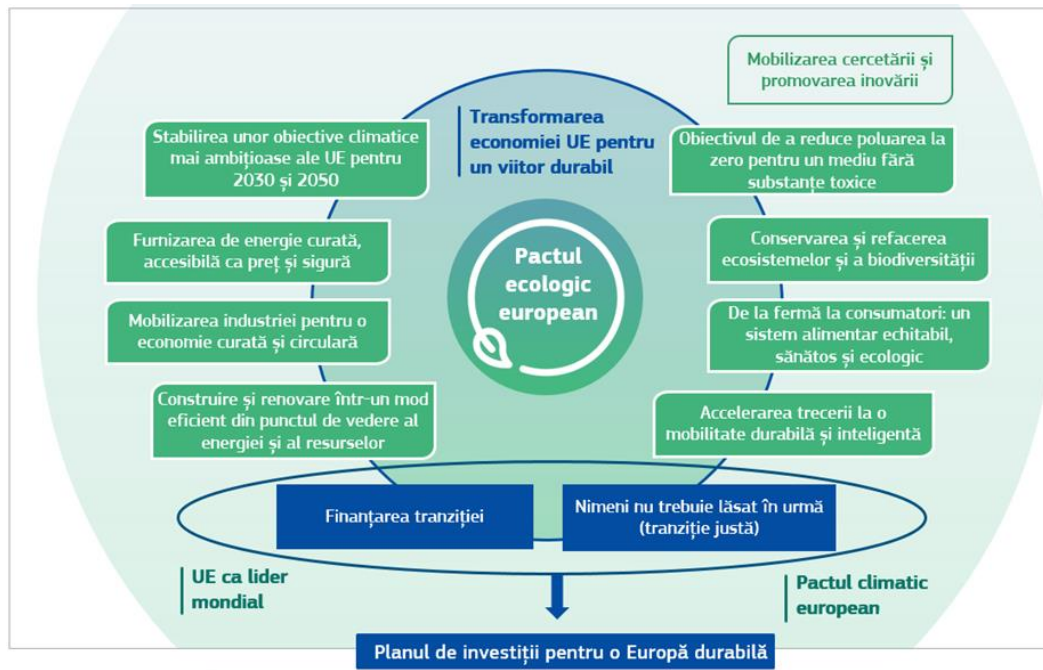 Mobilizarea cercetării și
promovarea inovării
Transformarea
economiei UE pentru
un viitor durabil
Stabilirea unor obiective climatice
mai ambițioase ale UE pentru
2030 și 2050
Obiectivul de a reduce poluarea la
zero pentru un mediu fără
substanțe toxice
Furnizarea de energie curată,
accesibilă ca preț și sigură
Pactul
ecologic
european
Conservarea și refacerea
ecosistemelor și a biodiversității
Mobilizarea industriei pentru o
economie curată și circulară
De la fermă la consumatori: un
sistem alimentar echitabil,
sănătos și ecologic
Construire și renovare într-un mod
eficient din punctul de vedere al
energiei și al resurselor
Accelerarea trecerii la o
mobilitate durabilă și inteligentă
Finanțarea tranziției
Nimeni nu trebuie lăsat în urmă
(tranziție justă)
UE ca lider
mondial
Pactul climatic
european
Planul de investiții pentru o Europă durabilă